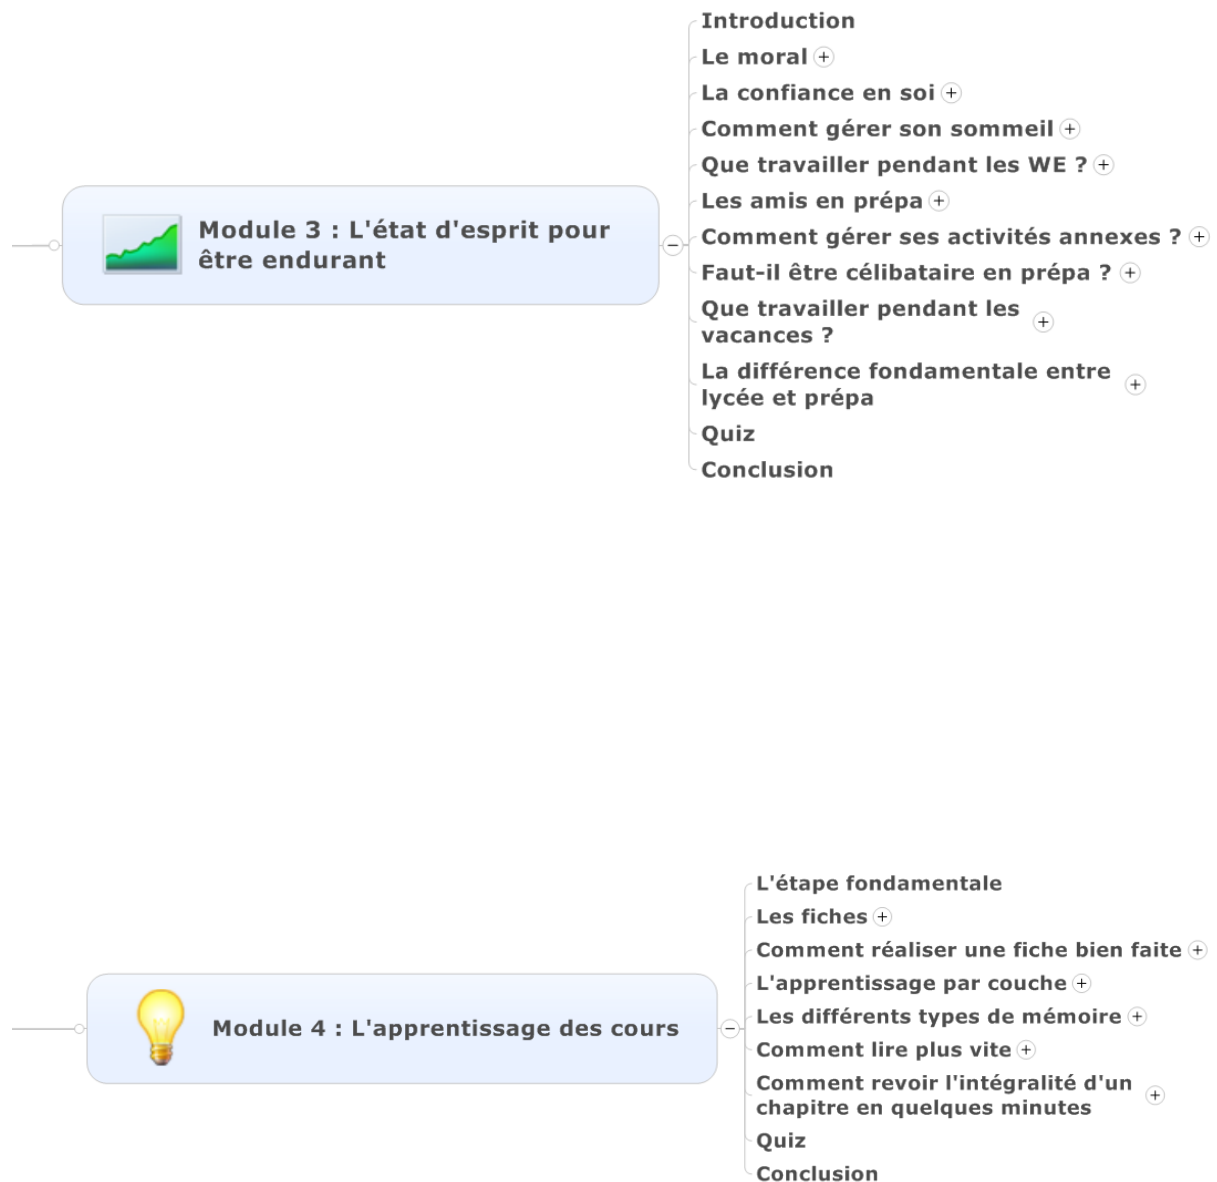 Introduction
Le moral
La confiance en soi
Comment gérer son sommeil
Que travailler pendant les WE ?
Les amis en prépa
Module 3 : L'état d'esprit pour
être endurant
Comment gérer ses activités annexes ?
Faut-il être célibataire en prépa ?
Que travailler pendant les
vacances ?
La différence fondamentale entre
lycée et prépa
Quiz
Conclusion
L'étape fondamentale
Les fiches
Comment réaliser une fiche bien faite
L'apprentissage par couche
Les différents types de mémoire
Module 4 : L'apprentissage des cours
Comment lire plus vite
Comment revoir l'intégralité d'un
chapitre en quelques minutes
Quiz
Conclusion